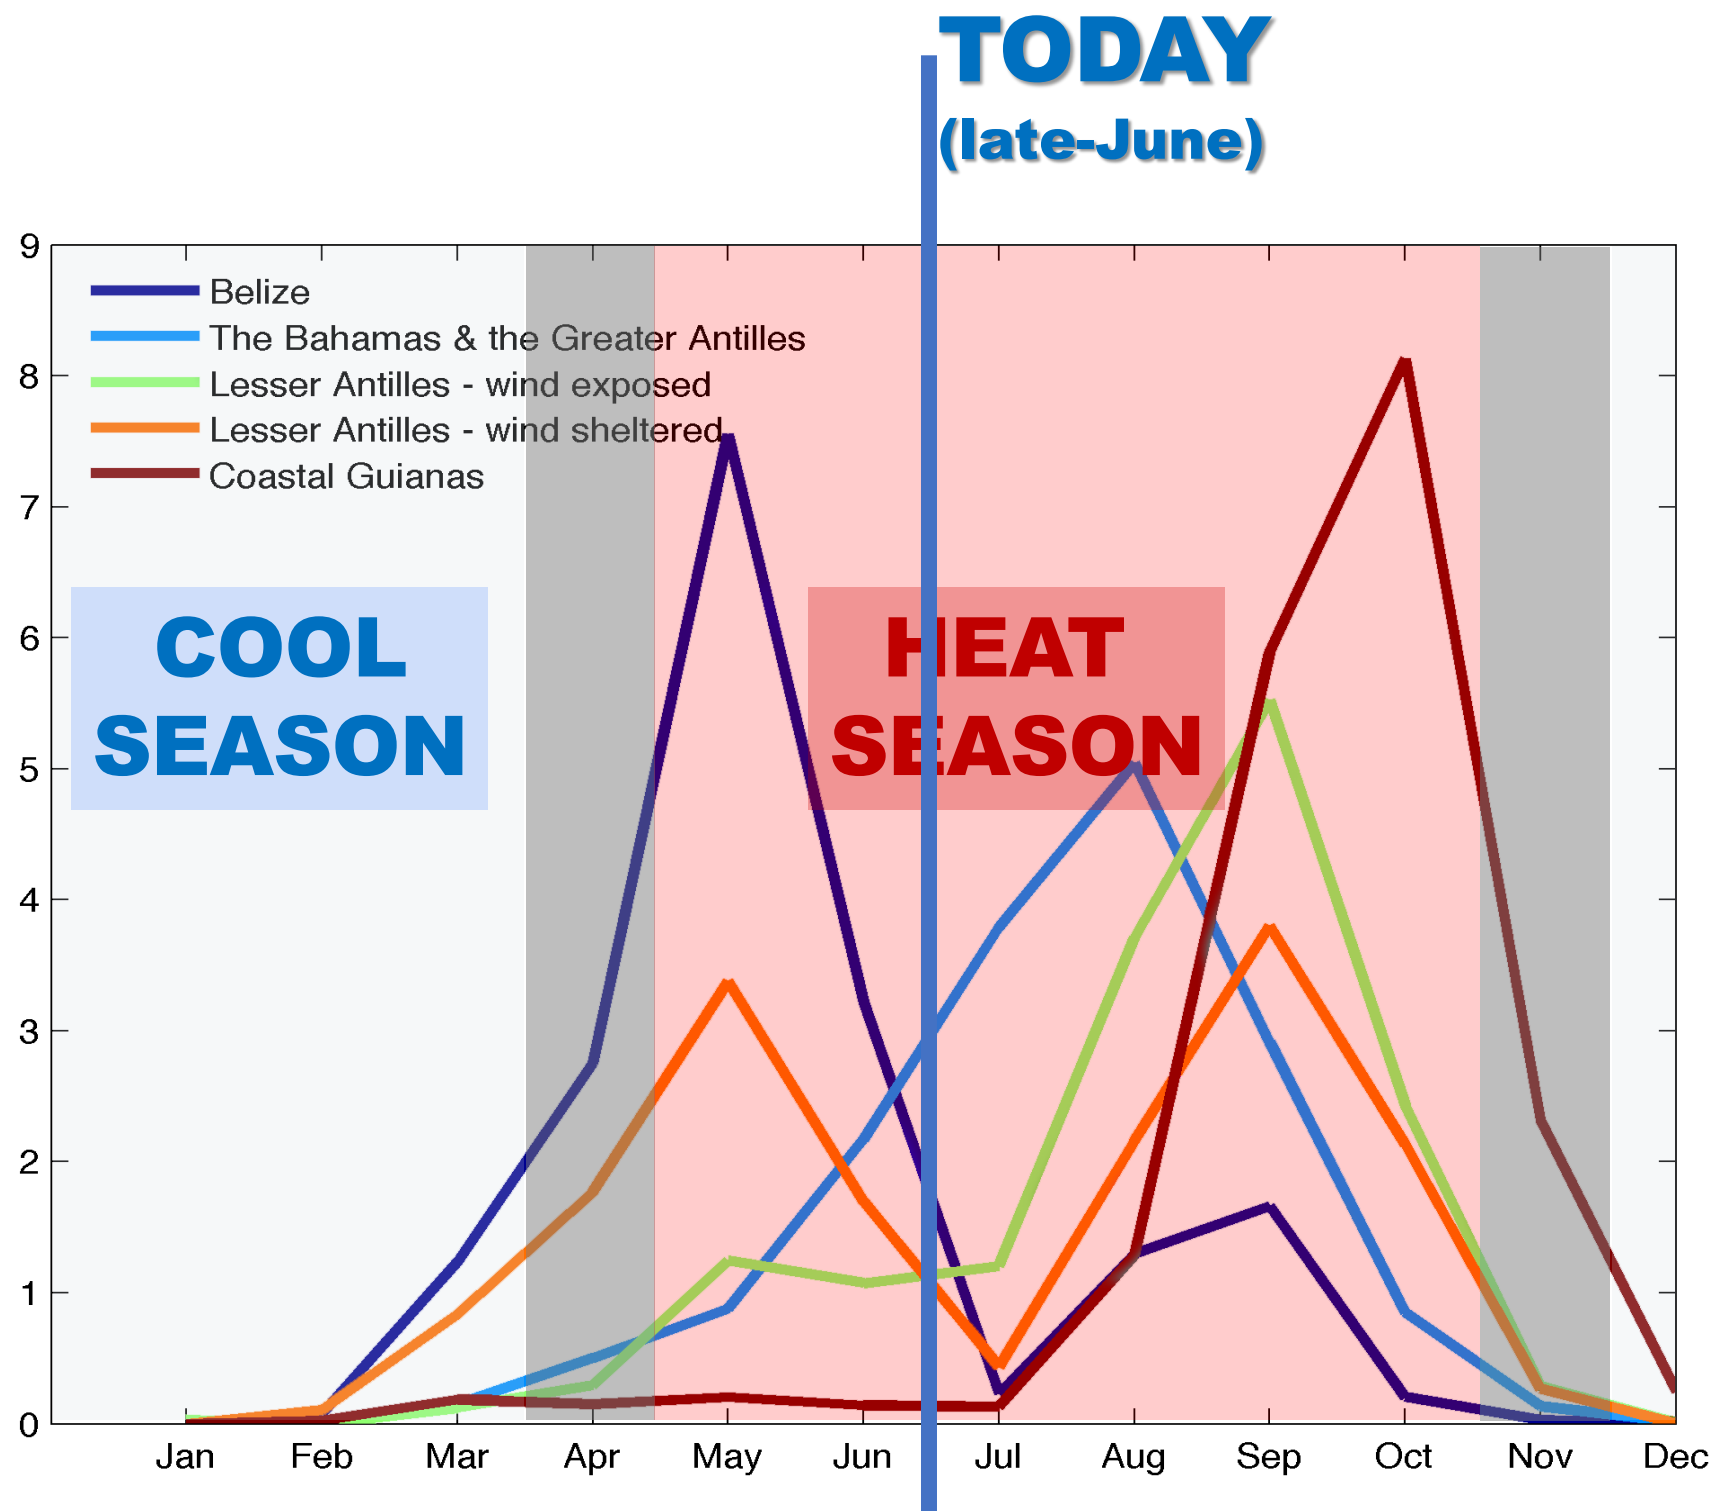 TODAY
(late-June)
9
8
7
6
5
4
3
2
1
0
Belize
The Bahamas & the Greater Antilles
Lesser Antilles - wind exposed
Lesser Antilles - wind sheltered
Coastal Guianas
COOL
SEASON
HEAT
SEASON
Jan Feb Mar Apr May Jun Jul Aug Sep Oct Nov Dec